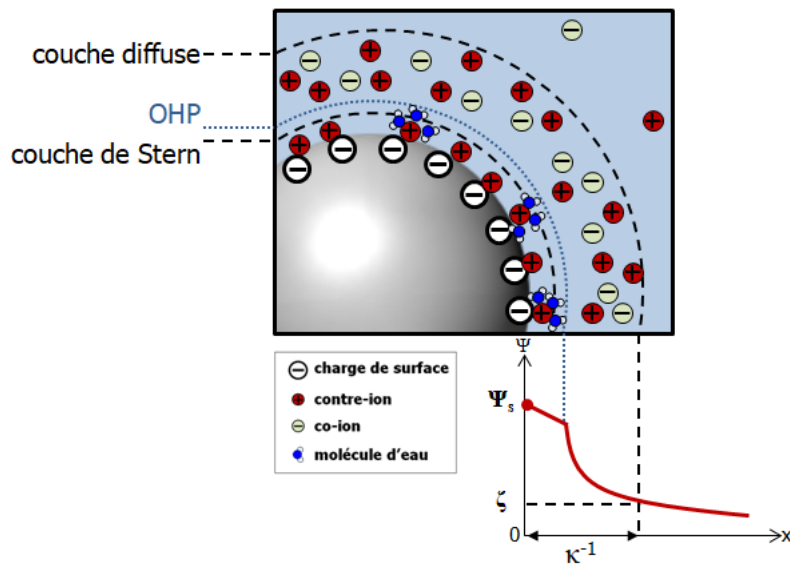 couche diffuse
OHP
couche de Stern
charge de surface
contre-ion
co-ion
molécule d'eau
Ψ
Ψs
ζ
0
κ-1
x